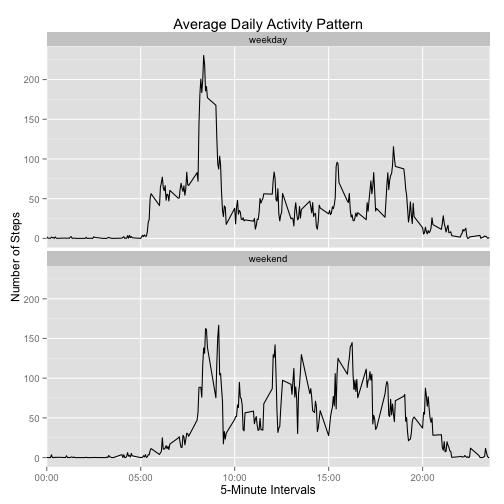 Average Daily Activity Pattern
weekday
200
150
100
50
0
weekend
200
150
100
50
0
00:00 05:00 10:00 15:00 20:00
5-Minute Intervals
Number of Steps